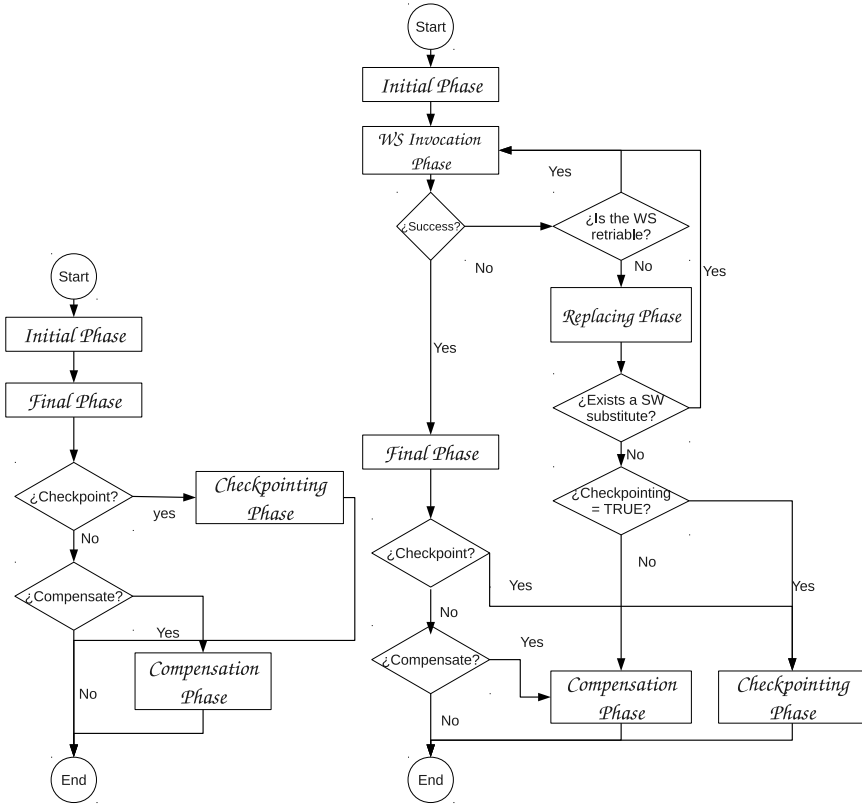 Start
Initial Phase
Final Phase
¿Checkpoint?
yes
Checkpointing
Phase
No
¿Compensate?
Yes
Compensation
Phase
No
End
Start
Initial Phase
WS Invocation
Phase
¿Success?
No
¿Is the WS
retriable?
Yes
No
Replacing Phase
¿Exists a SW
substitute?
Yes
No
¿Checkpointing
= TRUE?
Yes
No
Yes
Final Phase
¿Checkpoint?
Yes
No
¿Compensate?
Yes
No
Compensation
Phase
Checkpointing
Phase
End